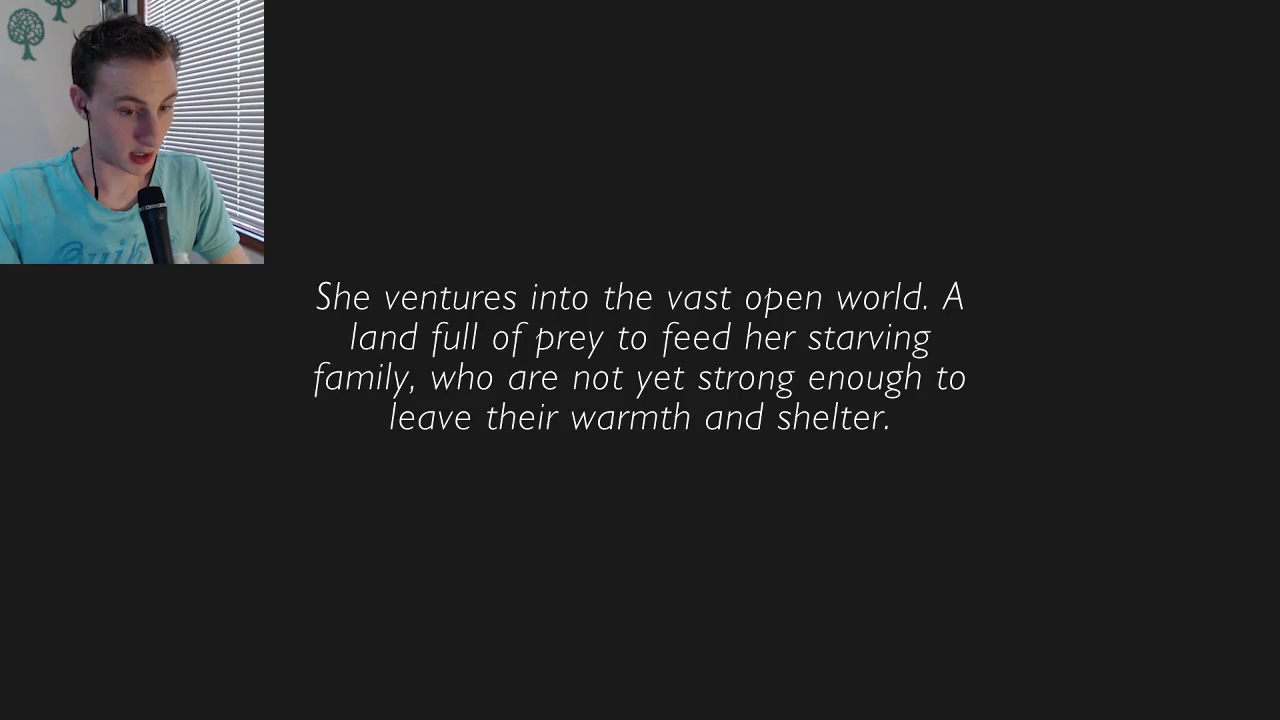 She ventures into the vast open world. A
land full of prey to feed her starving
family, who are not yet strong enough to
leave their warmth and shelter.